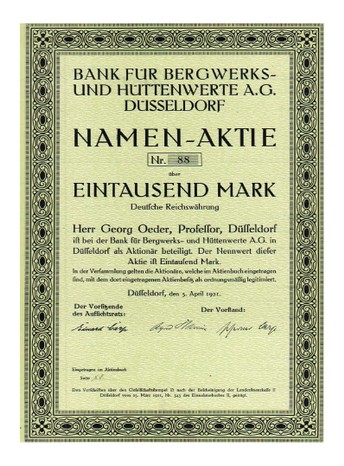 BANK FÜR BERGWERKS-
UND HÜTTENWERTE A.G.
DÜSSELDORF
NAMEN-AKTIE
Nr. 88
über
EINTAUSEND MARK
Deutsche Reichswährung
Herr Georg Oeder, Professor, Düsseldorf
ist bei der Bank für Bergwerks- und Hüttenwerte A.G. in
Düsseldorf als Aktionär beteiligt. Der Nennwert dieser
Aktie ist Eintausend Mark.
In der Versammlung gelten die Aktionäre, welche im Aktienbuch eingetragen
sind, mit dem dort eingetragenen Aktienbesitz als ordnungsmäßig legitimiert.
Düsseldorf, den 5. April 1921.
Der Vorsitzende
des Aufsichtsrats:
Der Vorstand:
Eingetragen im Aktienbuch
Seite